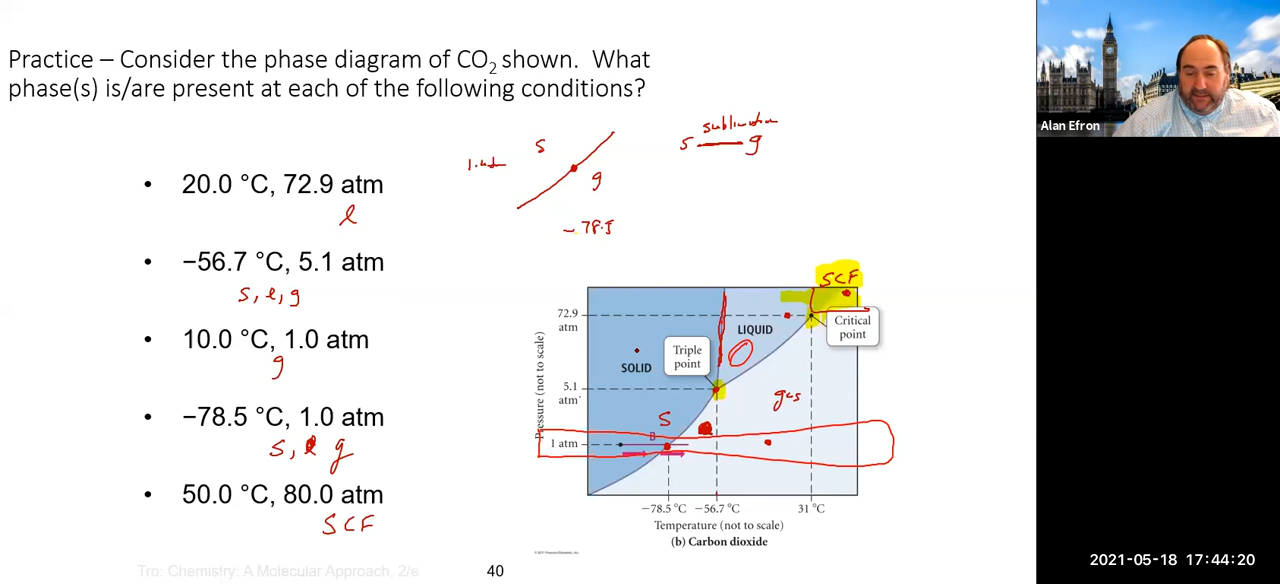 Practice – Consider the phase diagram of CO₂ shown. What
phase(s) is/are present at each of the following conditions?
Alan Efron
sublimation
s — g
s
1 atm
g
−78.5
• 20.0 °C, 72.9 atm
l
• −56.7 °C, 5.1 atm
s, l, g
• 10.0 °C, 1.0 atm
g
• −78.5 °C, 1.0 atm
s, g
• 50.0 °C, 80.0 atm
SCF
SCF
72.9
atm
LIQUID
Critical
point
Triple
point
SOLID
5.1
atm
gas
S
1 atm
Pressure (not to scale)
−78.5 °C −56.7 °C 31 °C
Temperature (not to scale)
(b) Carbon dioxide
Tro: Chemistry: A Molecular Approach, 2/e
40
2021-05-18 17:44:20